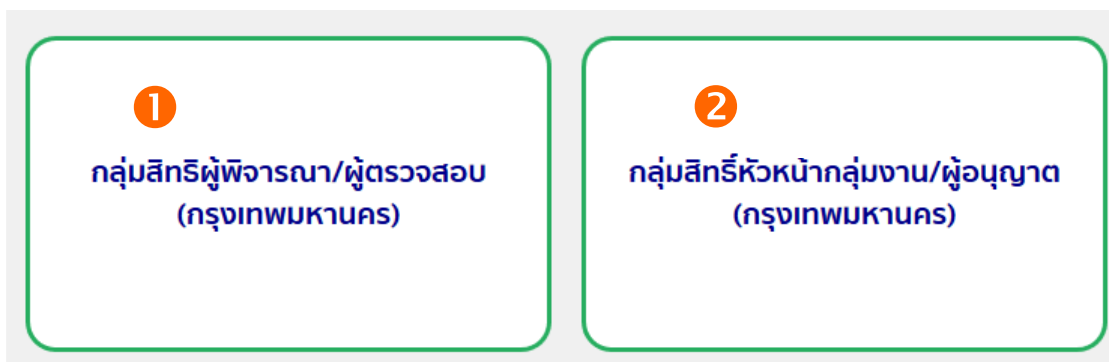 1
กลุ่มสิทธิผู้พิจารณา/ผู้ตรวจสอบ
(กรุงเทพมหานคร)
2
กลุ่มสิทธิ์หัวหน้ากลุ่มงาน/ผู้อนุญาต
(กรุงเทพมหานคร)